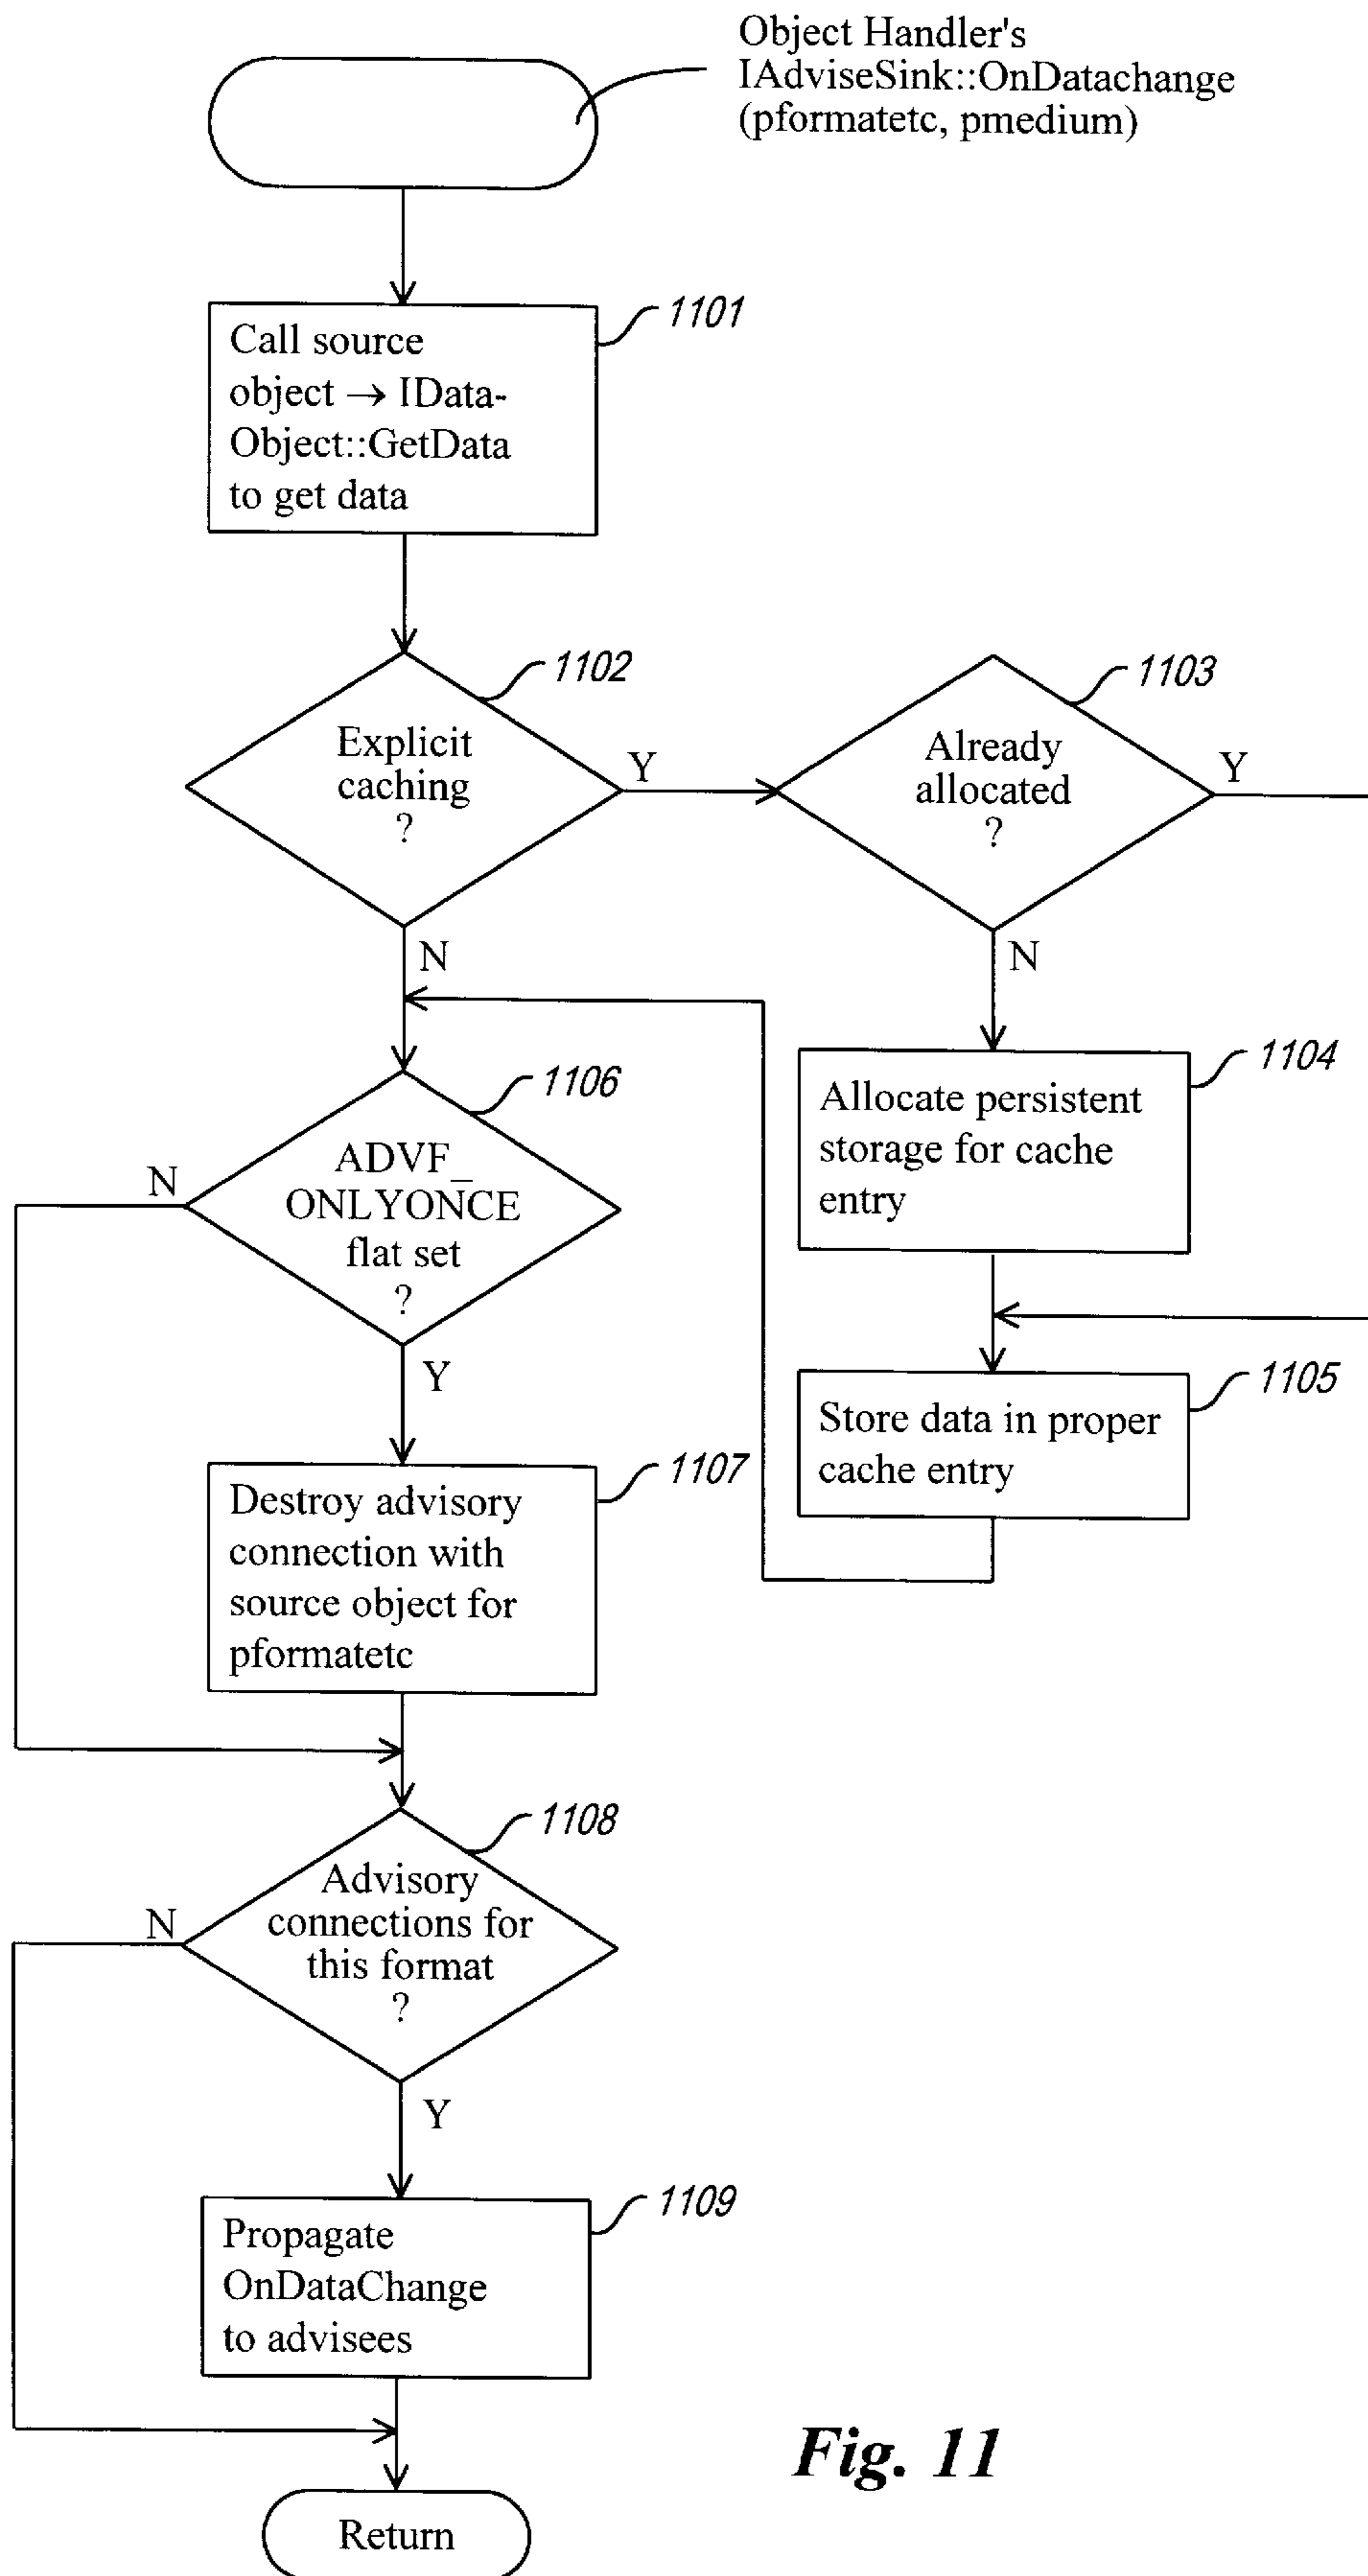 Object Handler's
IAdviseSink::OnDatachange
(pformatetc, pmedium)
1101
Call source
object → IData-
Object::GetData
to get data
1102
Explicit
caching
?
Y
N
1103
Already
allocated
?
Y
N
1104
Allocate persistent
storage for cache
entry
1105
Store data in proper
cache entry
1106
ADVF_
ONLYONCE
flat set
?
N
Y
1107
Destroy advisory
connection with
source object for
pformatetc
1108
Advisory
connections for
this format
?
N
Y
1109
Propagate
OnDataChange
to advisees
Return
Fig. 11